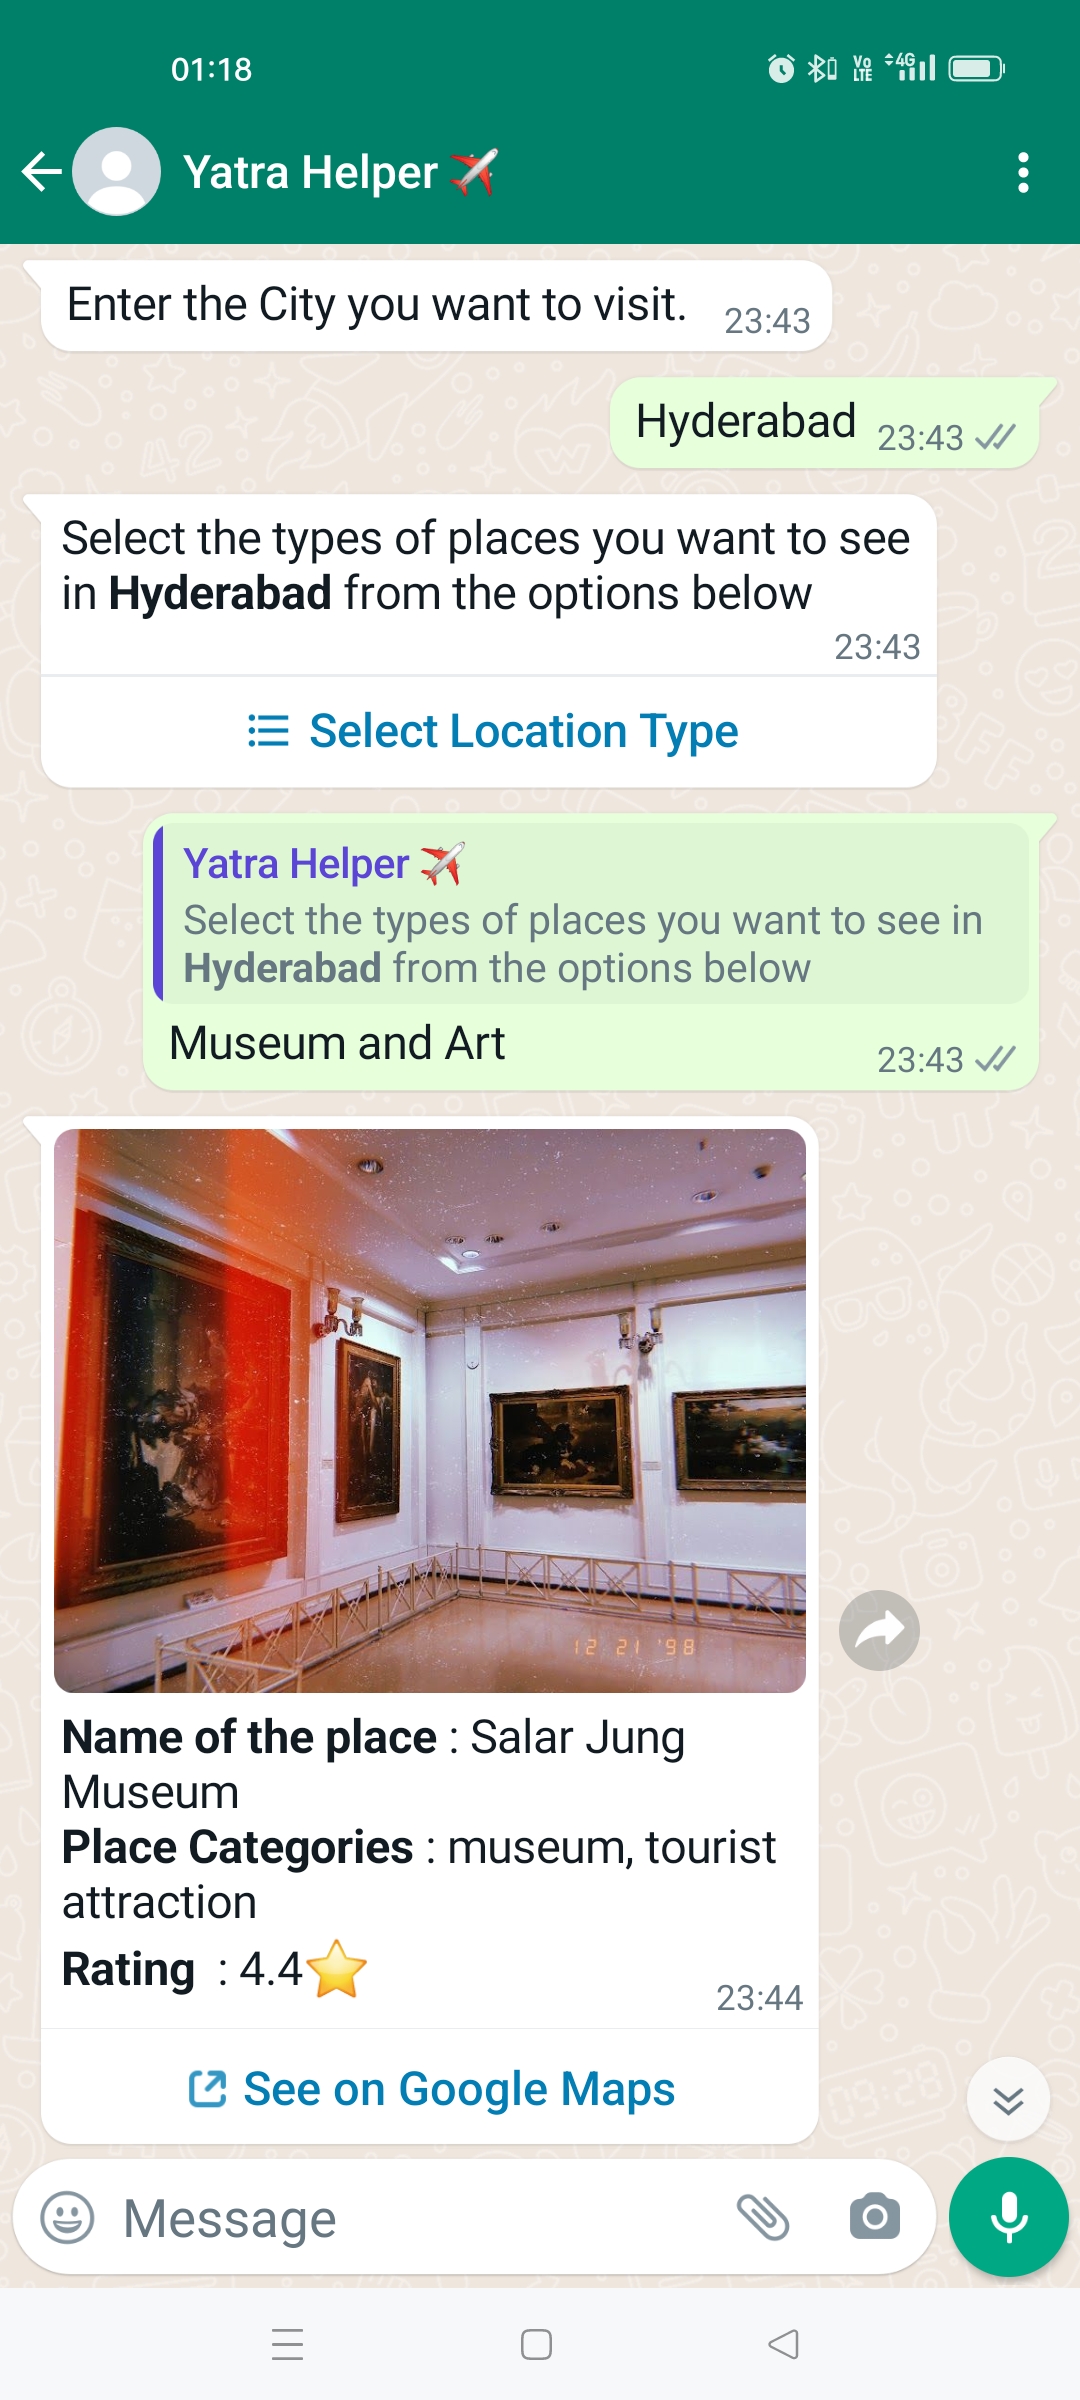 01:18
Vo LTE 4G
Yatra Helper ✈️
Enter the City you want to visit. 23:43
Hyderabad 23:43
Select the types of places you want to see
in Hyderabad from the options below
23:43
Select Location Type
Yatra Helper ✈️
Select the types of places you want to see in
Hyderabad from the options below
Museum and Art 23:43
12 21 '98
Name of the place : Salar Jung
Museum
Place Categories : museum, tourist
attraction
Rating : 4.4⭐
23:44
See on Google Maps
Message